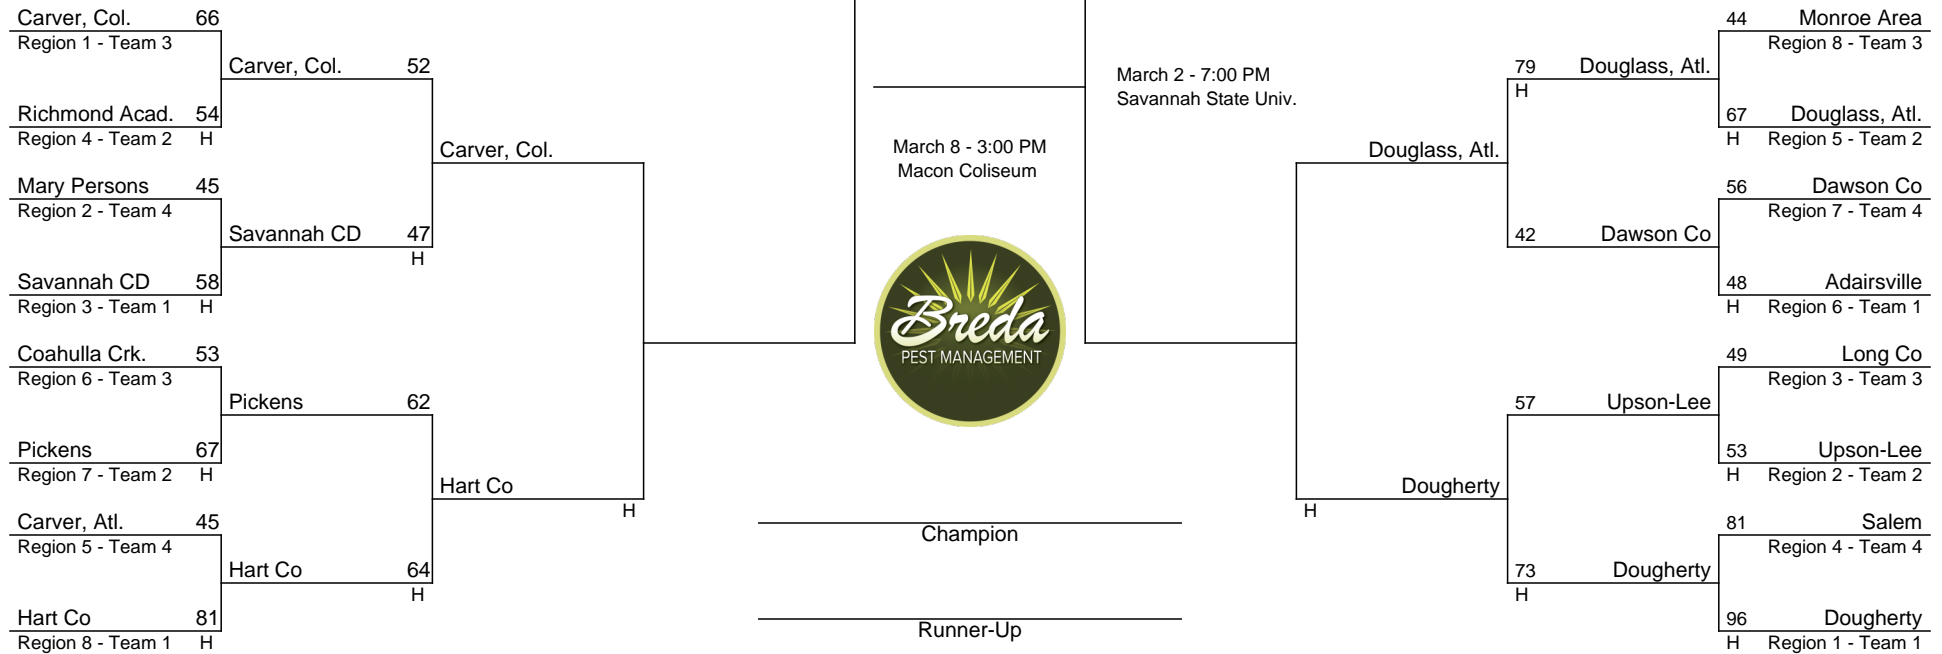 Carver, Col. 66
Region 1 - Team 3
Carver, Col. 52
Richmond Acad. 54
Region 4 - Team 2 H
Carver, Col.
Mary Persons 45
Region 2 - Team 4
Savannah CD 47
H
Savannah CD 58
Region 3 - Team 1 H
Coahulla Crk. 53
Region 6 - Team 3
Pickens 62
Pickens 67
Region 7 - Team 2 H
Hart Co
H
Carver, Atl. 45
Region 5 - Team 4
Hart Co 64
H
Hart Co 81
Region 8 - Team 1 H
March 8 - 3:00 PM
Macon Coliseum
Breda
PEST MANAGEMENT
Champion
Runner-Up
March 2 - 7:00 PM
Savannah State Univ.
44 Monroe Area
Region 8 - Team 3
79 Douglass, Atl.
H
67 Douglass, Atl.
H Region 5 - Team 2
Douglass, Atl.
56 Dawson Co
Region 7 - Team 4
42 Dawson Co
48 Adairsville
H Region 6 - Team 1
49 Long Co
Region 3 - Team 3
57 Upson-Lee
53 Upson-Lee
H Region 2 - Team 2
Dougherty
H
81 Salem
Region 4 - Team 4
73 Dougherty
H
96 Dougherty
H Region 1 - Team 1